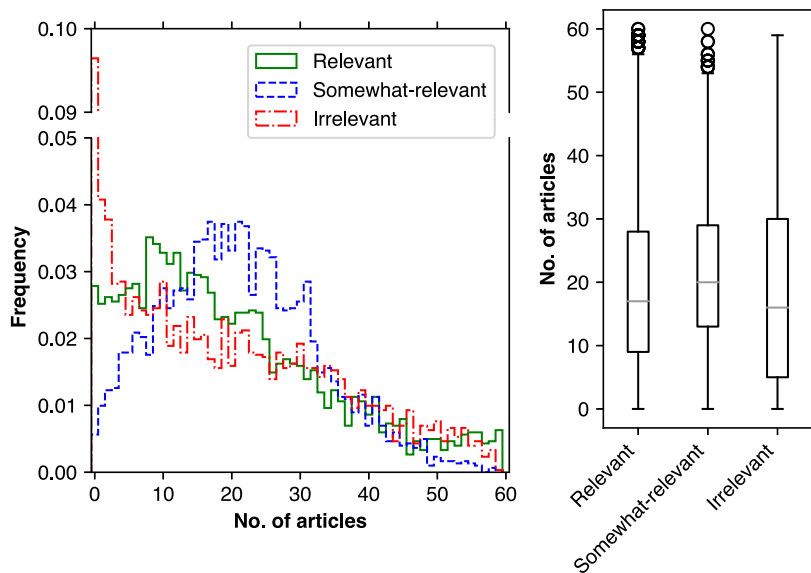 0.10
0.09
0.05
0.04
0.03
0.02
0.01
0.00
Frequency
Relevant
Somewhat-relevant
Irrelevant
0 10 20 30 40 50 60
No. of articles
60
50
40
30
20
10
0
No. of articles
Relevant
Somewhat-relevant
Irrelevant